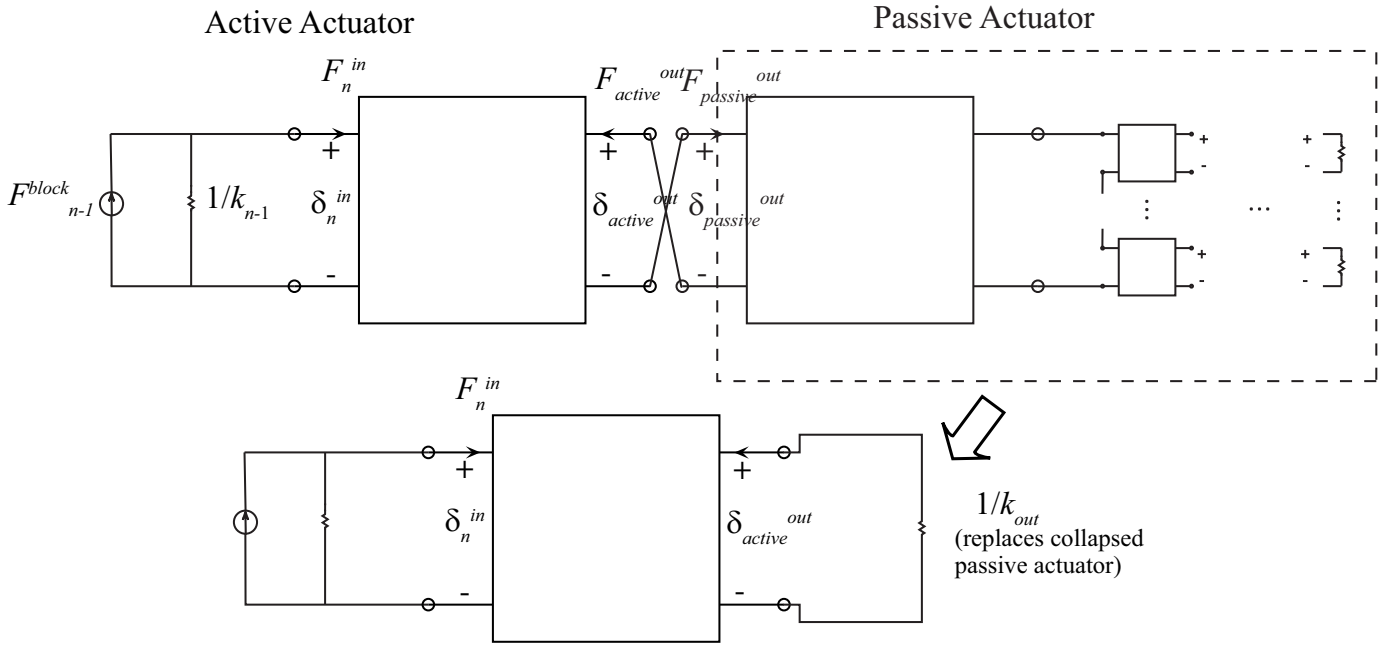 Active Actuator
Passive Actuator
F_n^in
F_active^out F_passive^out
+ + +
F^block_n-1
1/k_n-1
δ_n^in
δ_active^out δ_passive^out
- - -
+ +
- -
⋮ ⋯ ⋮
+ +
- -
F_n^in
+ +
δ_n^in
δ_active^out
- -
1/k_out
(replaces collapsed
passive actuator)